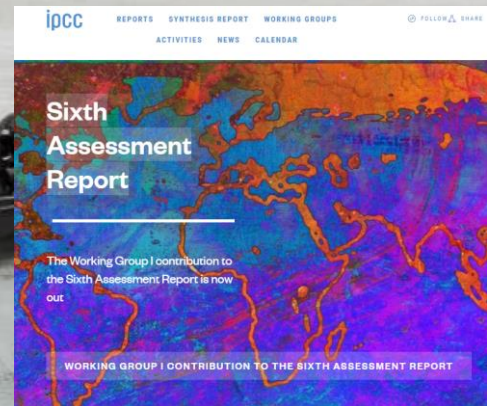 ipcc
REPORTS SYNTHESIS REPORT WORKING GROUPS
FOLLOW SHARE
ACTIVITIES NEWS CALENDAR
Sixth
Assessment
Report
The Working Group I contribution to
the Sixth Assessment Report is now
out
WORKING GROUP I CONTRIBUTION TO THE SIXTH ASSESSMENT REPORT